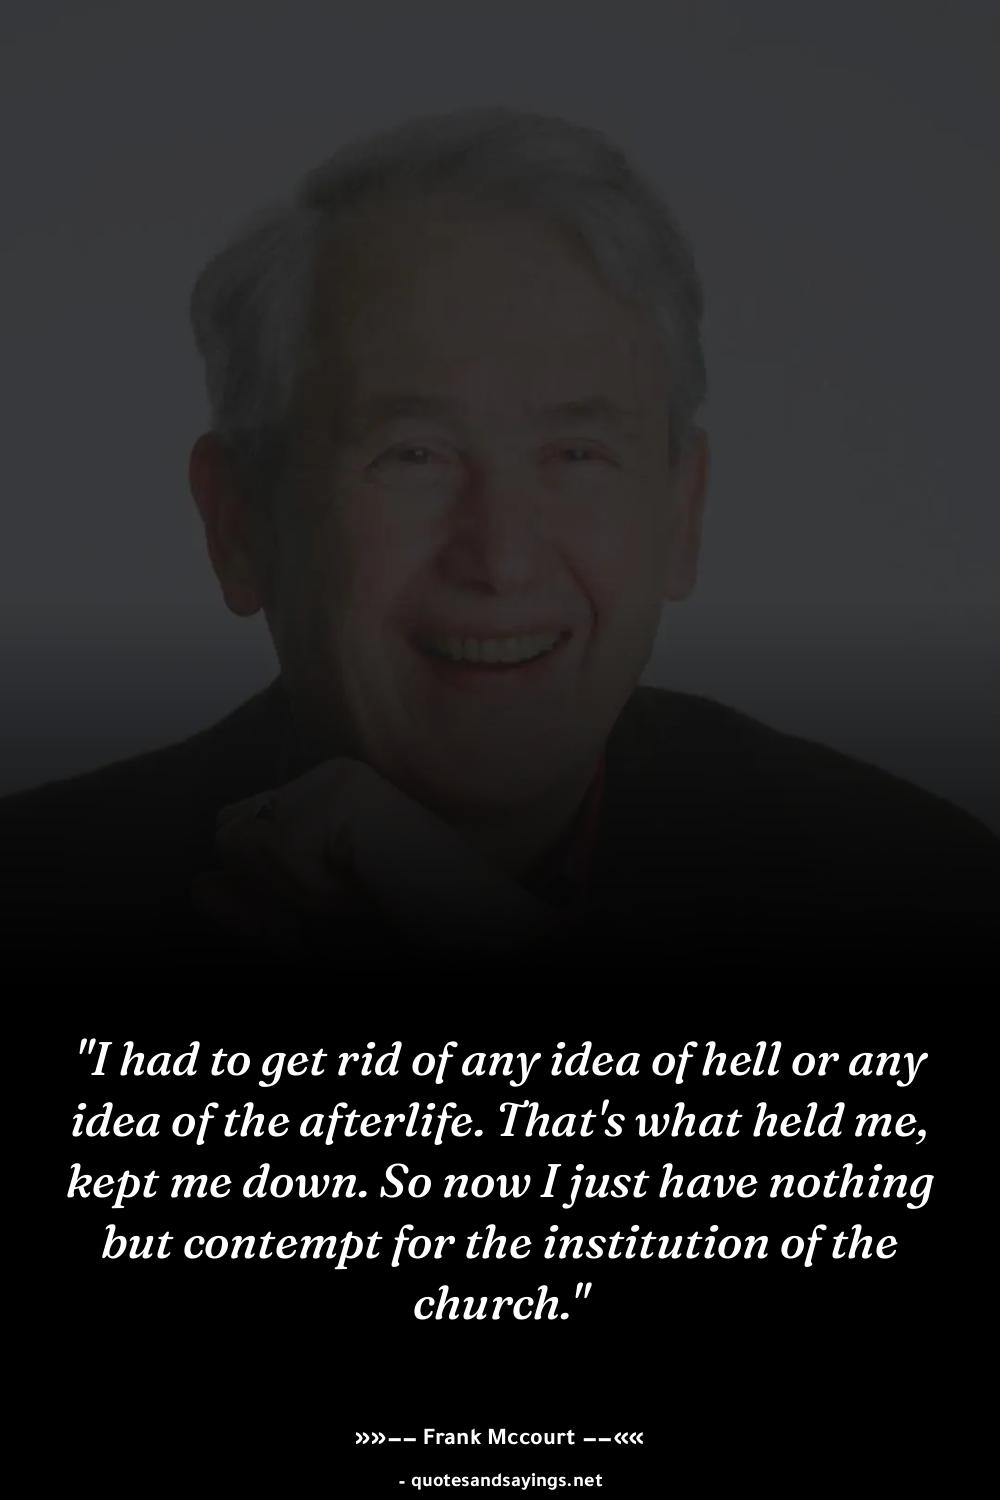 "I had to get rid of any idea of hell or any
idea of the afterlife. That's what held me,
kept me down. So now I just have nothing
but contempt for the institution of the
church."
»»−− Frank Mccourt −−««
- quotesandsayings.net